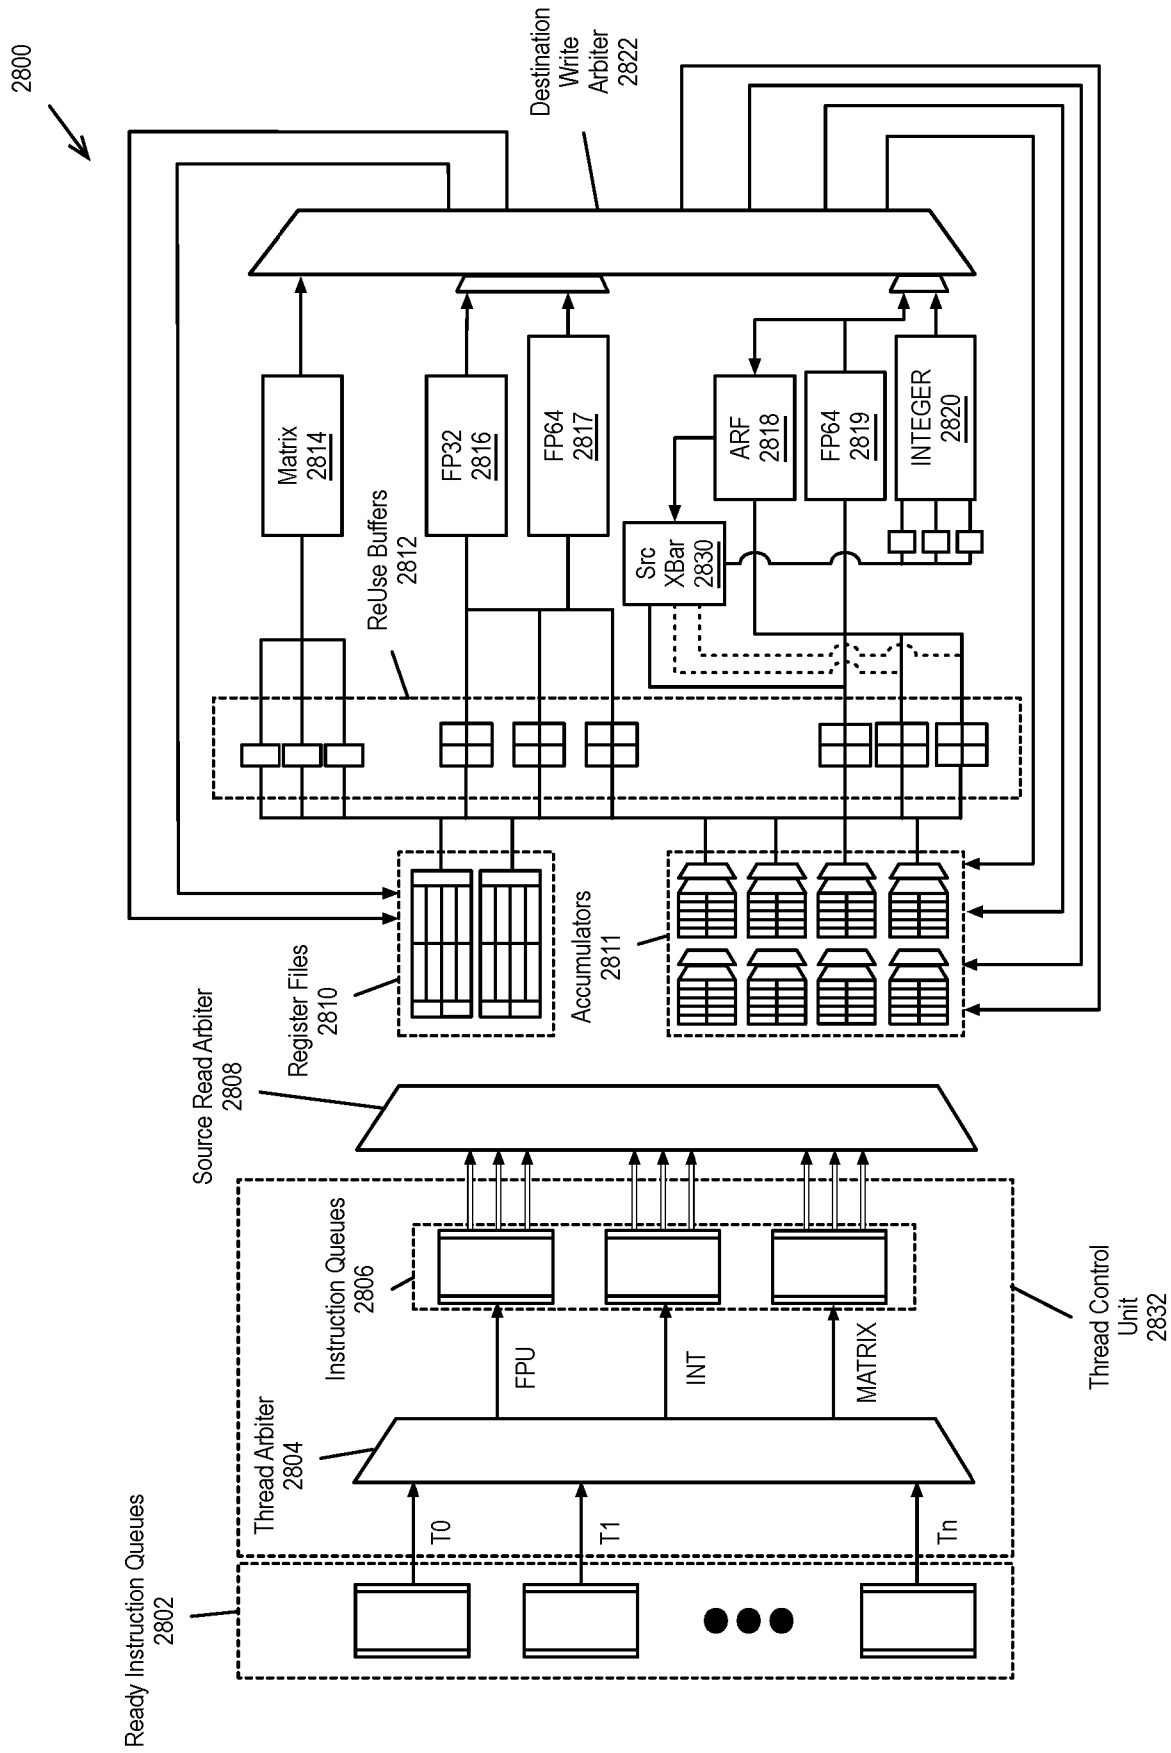 2800
Ready Instruction Queues
2802
T0
T1
Tn
Thread Arbiter
2804
FPU
INT
MATRIX
Instruction Queues
2806
Thread Control
Unit
2832
Source Read Arbiter
2808
Register Files
2810
Accumulators
2811
ReUse Buffers
2812
Matrix
2814
FP32
2816
FP64
2817
Src
XBar
2830
ARF
2818
FP64
2819
INTEGER
2820
Destination
Write
Arbiter
2822